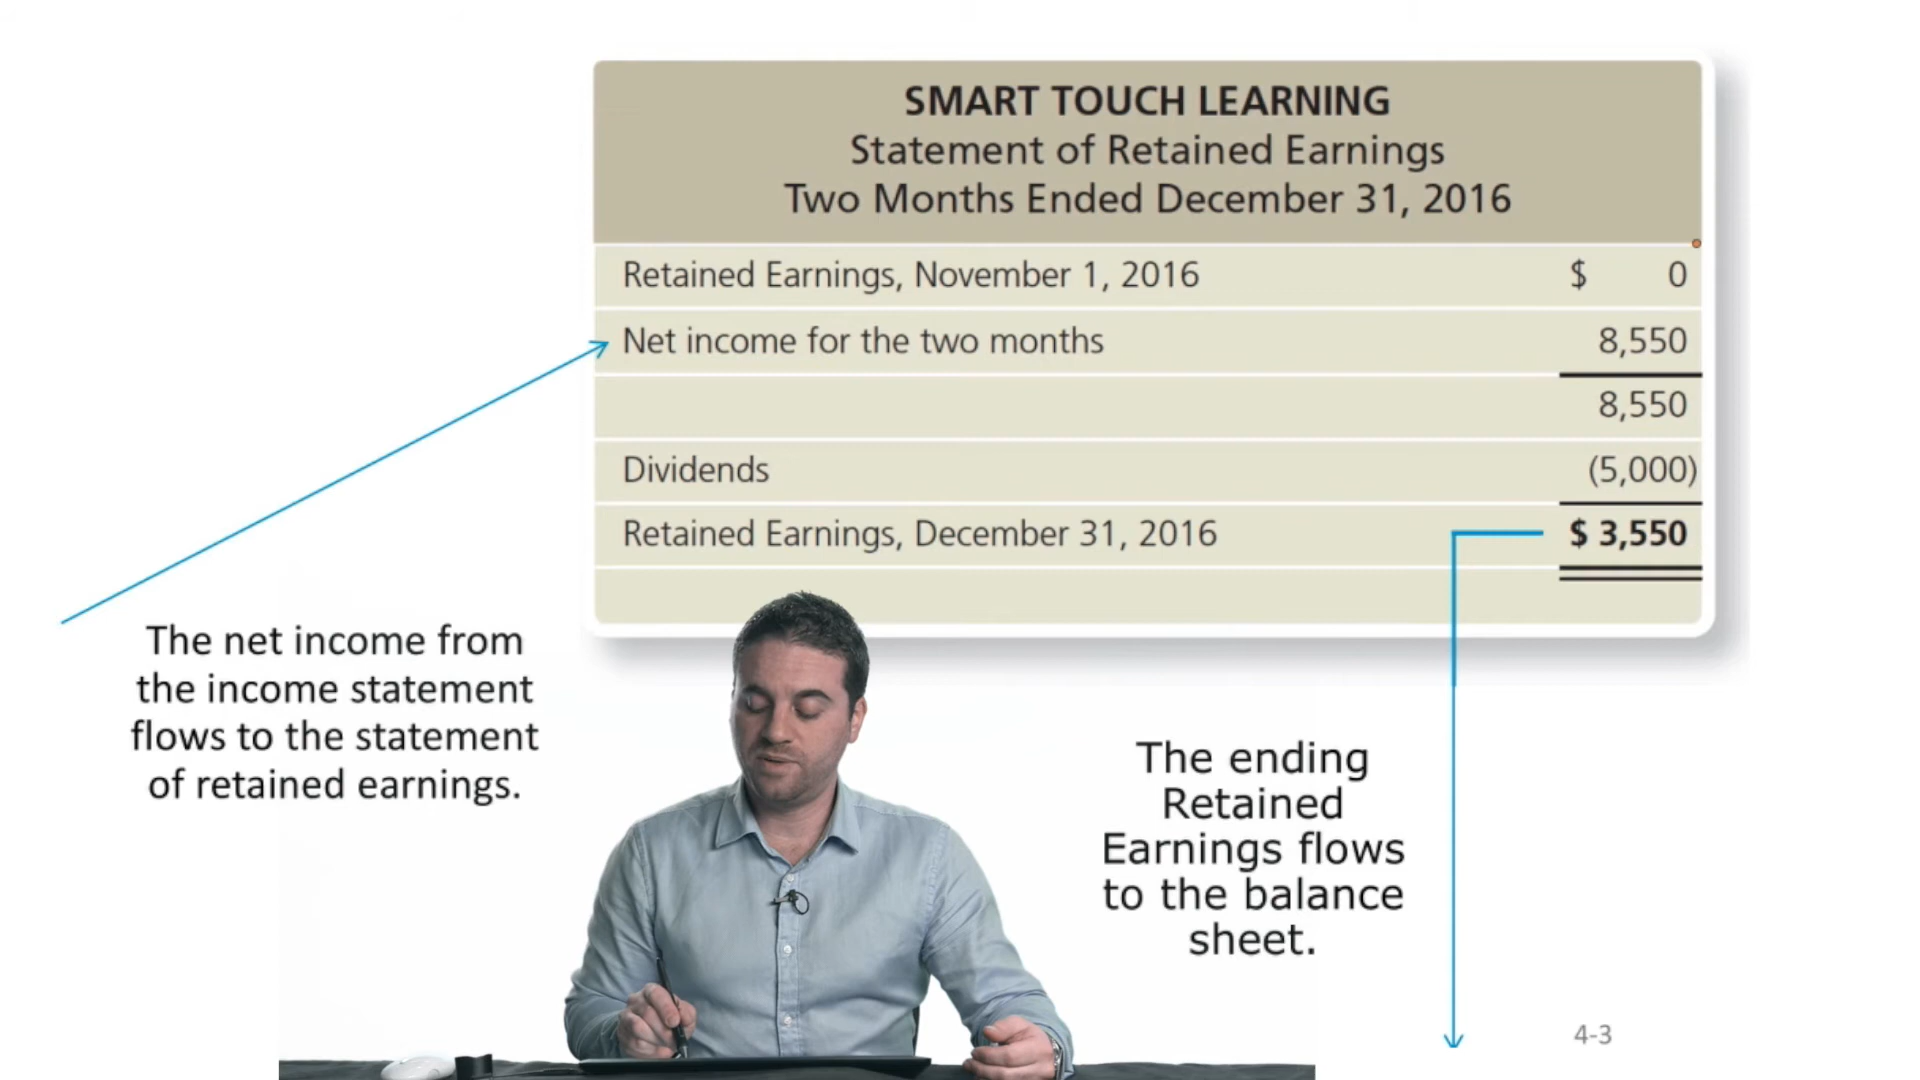 SMART TOUCH LEARNING
Statement of Retained Earnings
Two Months Ended December 31, 2016
Retained Earnings, November 1, 2016 $ 0
Net income for the two months 8,550
8,550
Dividends (5,000)
Retained Earnings, December 31, 2016 $ 3,550
The net income from
the income statement
flows to the statement
of retained earnings.
The ending
Retained
Earnings flows
to the balance
sheet.
4-3